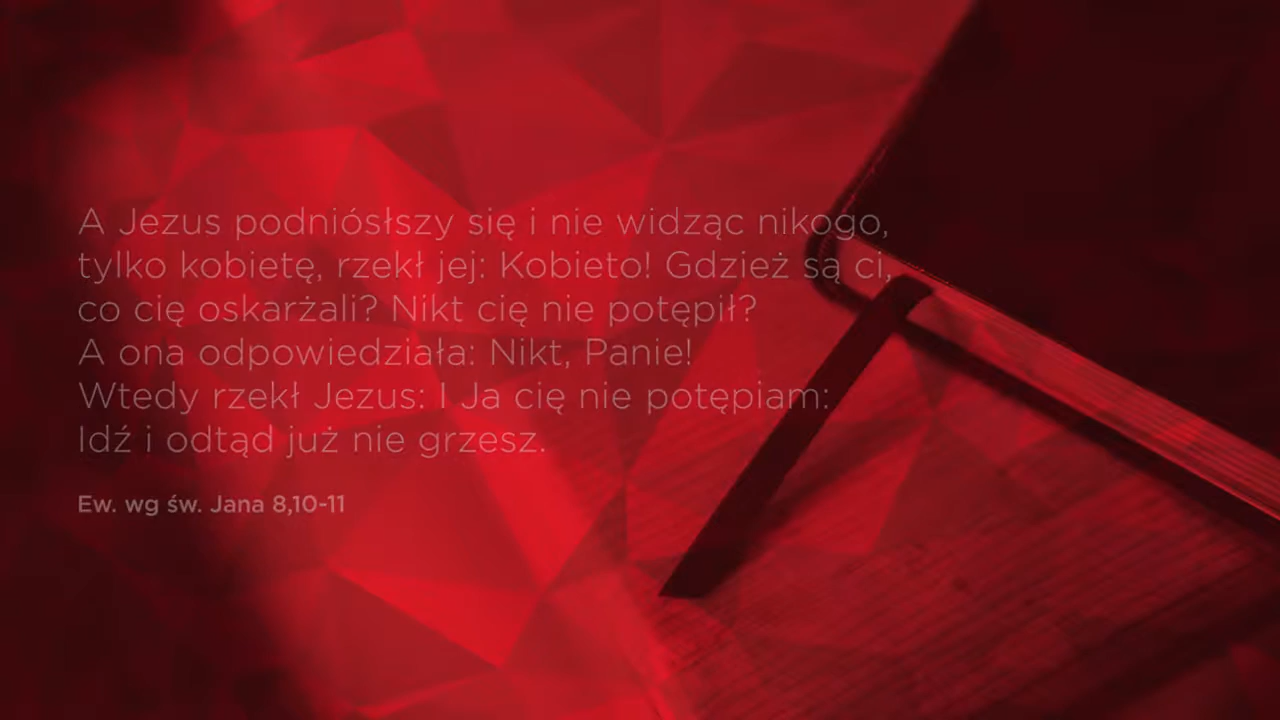 A Jezus podniósłszy się i nie widząc nikogo,
tylko kobietę, rzekł jej: Kobieto! Gdzież są ci,
co cię oskarżali? Nikt cię nie potępił?
A ona odpowiedziała: Nikt, Panie!
Wtedy rzekł Jezus: I Ja cię nie potępiam:
Idź i odtąd już nie grzesz.
Ew. wg św. Jana 8,10-11